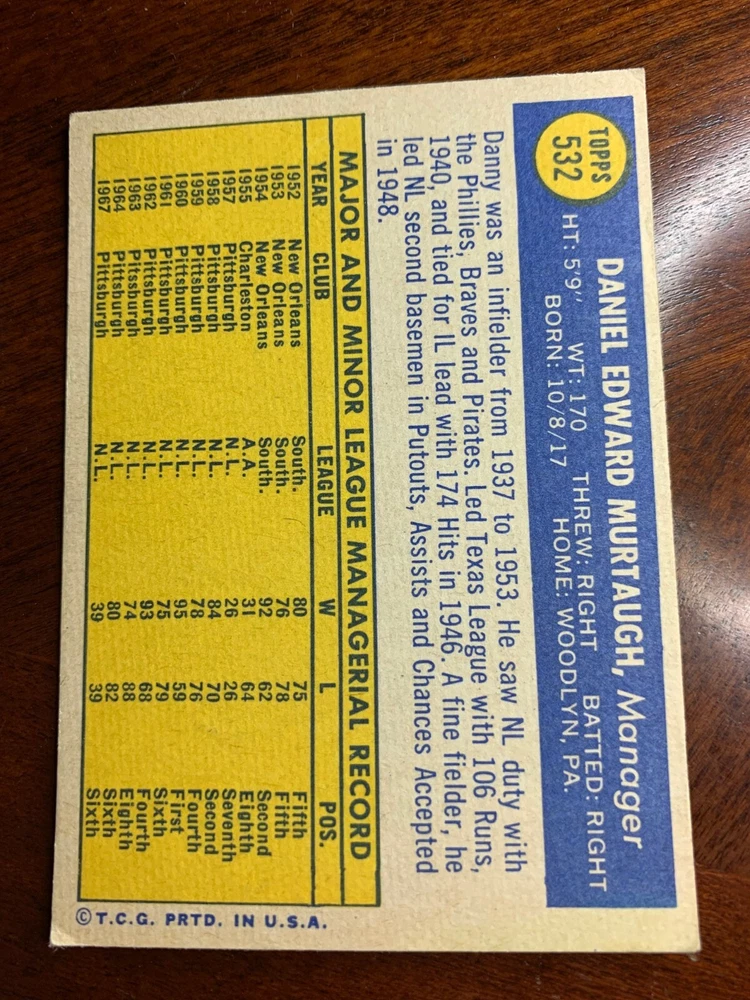 TOPPS
532
DANIEL EDWARD MURTAUGH, Manager
HT: 5'9" WT: 170 THREW: RIGHT BATTED: RIGHT
BORN: 10/8/17 HOME: WOODLYN, PA.
Danny was an infielder from 1937 to 1953. He saw NL duty with
the Phillies, Braves and Pirates. Led Texas League with 106 Runs,
1940, and tied for IL lead with 174 Hits in 1946. A fine fielder, he
led NL second basemen in Putouts, Assists and Chances Accepted
in 1948.
MAJOR AND MINOR LEAGUE MANAGERIAL RECORD
YEAR CLUB LEAGUE W L POS.
1952 New Orleans South. 80 75 Fifth
1953 New Orleans South. 76 78 Fifth
1954 New Orleans South. 92 62 Second
1955 Charleston A.A. 31 64 Eighth
1957 Pittsburgh N.L. 26 26 Seventh
1958 Pittsburgh N.L. 84 70 Second
1959 Pittsburgh N.L. 78 76 Fourth
1960 Pittsburgh N.L. 95 59 First
1961 Pittsburgh N.L. 75 79 Sixth
1962 Pittsburgh N.L. 93 68 Fourth
1963 Pittsburgh N.L. 74 88 Eighth
1964 Pittsburgh N.L. 80 82 Sixth
1967 Pittsburgh N.L. 39 39 Sixth
© T.C.G. PRTD. IN U.S.A.